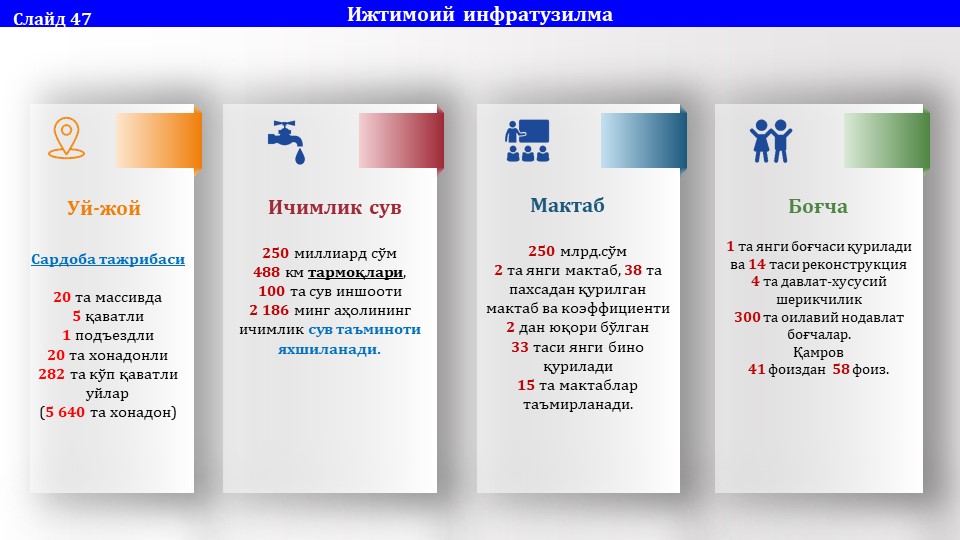 Слайд 47
Ижтимоий инфратузилма
Уй-жой
Сардоба тажрибаси
20 та массивда
5 қаватли
1 подъездли
20 та хонадонли
282 та кўп қаватли
уйлар
(5 640 та хонадон)
Ичимлик сув
250 миллиард сўм
488 км тармоқлари,
100 та сув иншооти
2 186 минг аҳолининг
ичимлик сув таъминоти
яхшиланади.
Мактаб
250 млрд.сўм
2 та янги мактаб, 38 та
пахсадан қурилган
мактаб ва коэффициенти
2 дан юқори бўлган
33 таси янги бино
қурилади
15 та мактаблар
таъмирланади.
Боғча
1 та янги боғчаси қурилади
ва 14 таси реконструкция
4 та давлат-хусусий
шерикчилик
300 та оилавий нодавлат
боғчалар.
Қамров
41 фоиздан 58 фоиз.